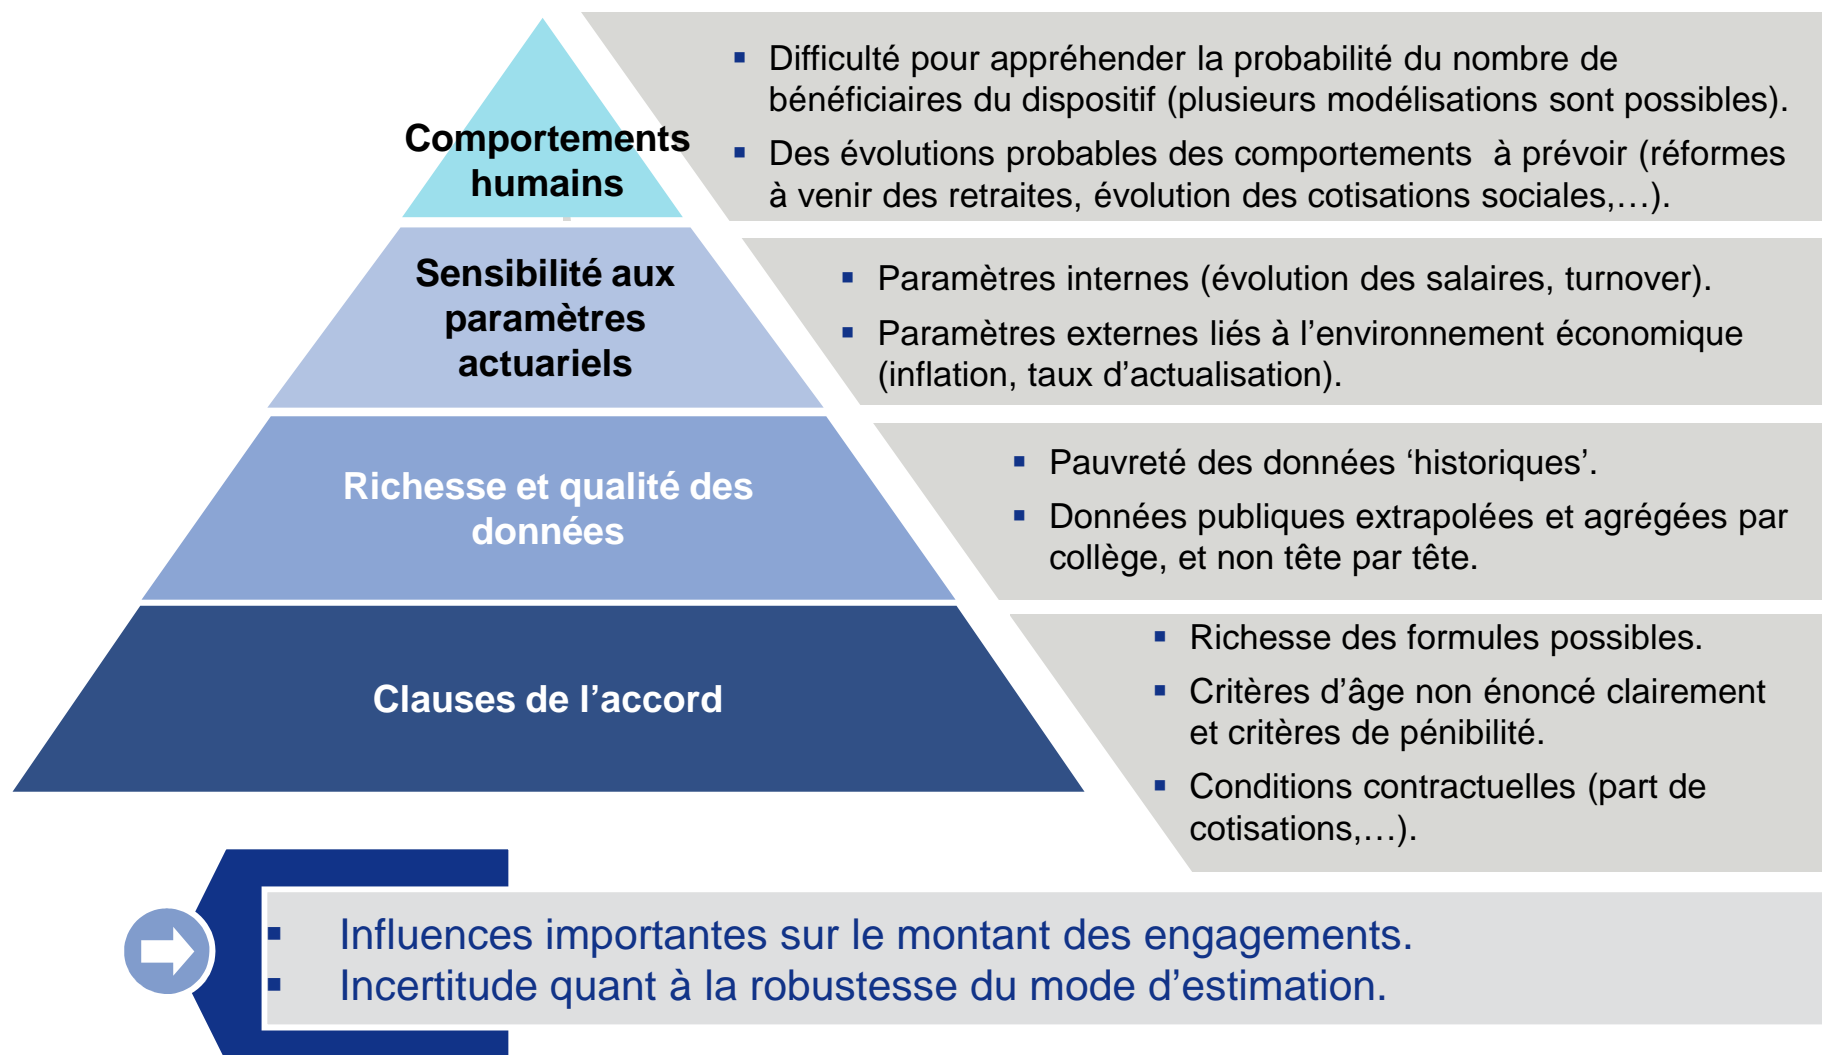 Comportements
humains
▪ Difficulté pour appréhender la probabilité du nombre de
bénéficiaires du dispositif (plusieurs modélisations sont possibles).
▪ Des évolutions probables des comportements à prévoir (réformes
à venir des retraites, évolution des cotisations sociales,…).
Sensibilité aux
paramètres
actuariels
▪ Paramètres internes (évolution des salaires, turnover).
▪ Paramètres externes liés à l’environnement économique
(inflation, taux d’actualisation).
Richesse et qualité des
données
▪ Pauvreté des données ‘historiques’.
▪ Données publiques extrapolées et agrégées par
collège, et non tête par tête.
Clauses de l’accord
▪ Richesse des formules possibles.
▪ Critères d’âge non énoncé clairement
et critères de pénibilité.
▪ Conditions contractuelles (part de
cotisations,…).
▪ Influences importantes sur le montant des engagements.
▪ Incertitude quant à la robustesse du mode d’estimation.